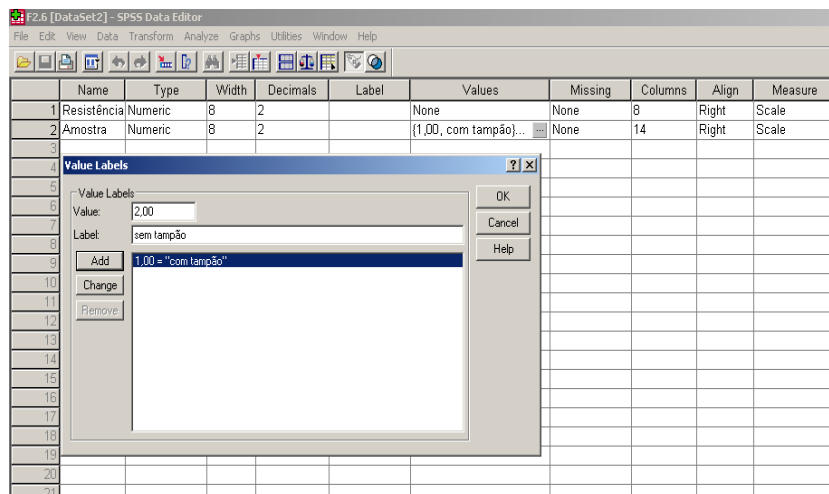 F2.6 [DataSet2] - SPSS Data Editor
File Edit View Data Transform Analyze Graphs Utilities Window Help
Name Type Width Decimals Label Values Missing Columns Align Measure
1 Resistência Numeric 8 2 None None 8 Right Scale
2 Amostra Numeric 8 2 {1,00, com tampão}... ... None 14 Right Scale
3
4
5
6
7
8
9
10
11
12
13
14
15
16
17
18
19
20
21
Value Labels
Value Labels
Value: 2,00
Label: sem tampão
Add
Change
Remove
1,00 = "com tampão"
OK
Cancel
Help